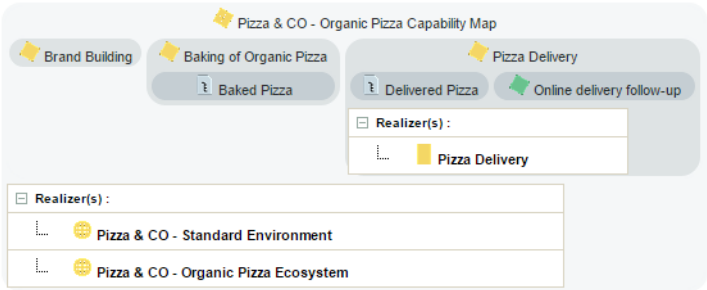 Pizza & CO - Organic Pizza Capability Map
Brand Building
Baking of Organic Pizza
Pizza Delivery
Baked Pizza
Delivered Pizza
Online delivery follow-up
Realizer(s) :
Pizza Delivery
Realizer(s) :
Pizza & CO - Standard Environment
Pizza & CO - Organic Pizza Ecosystem